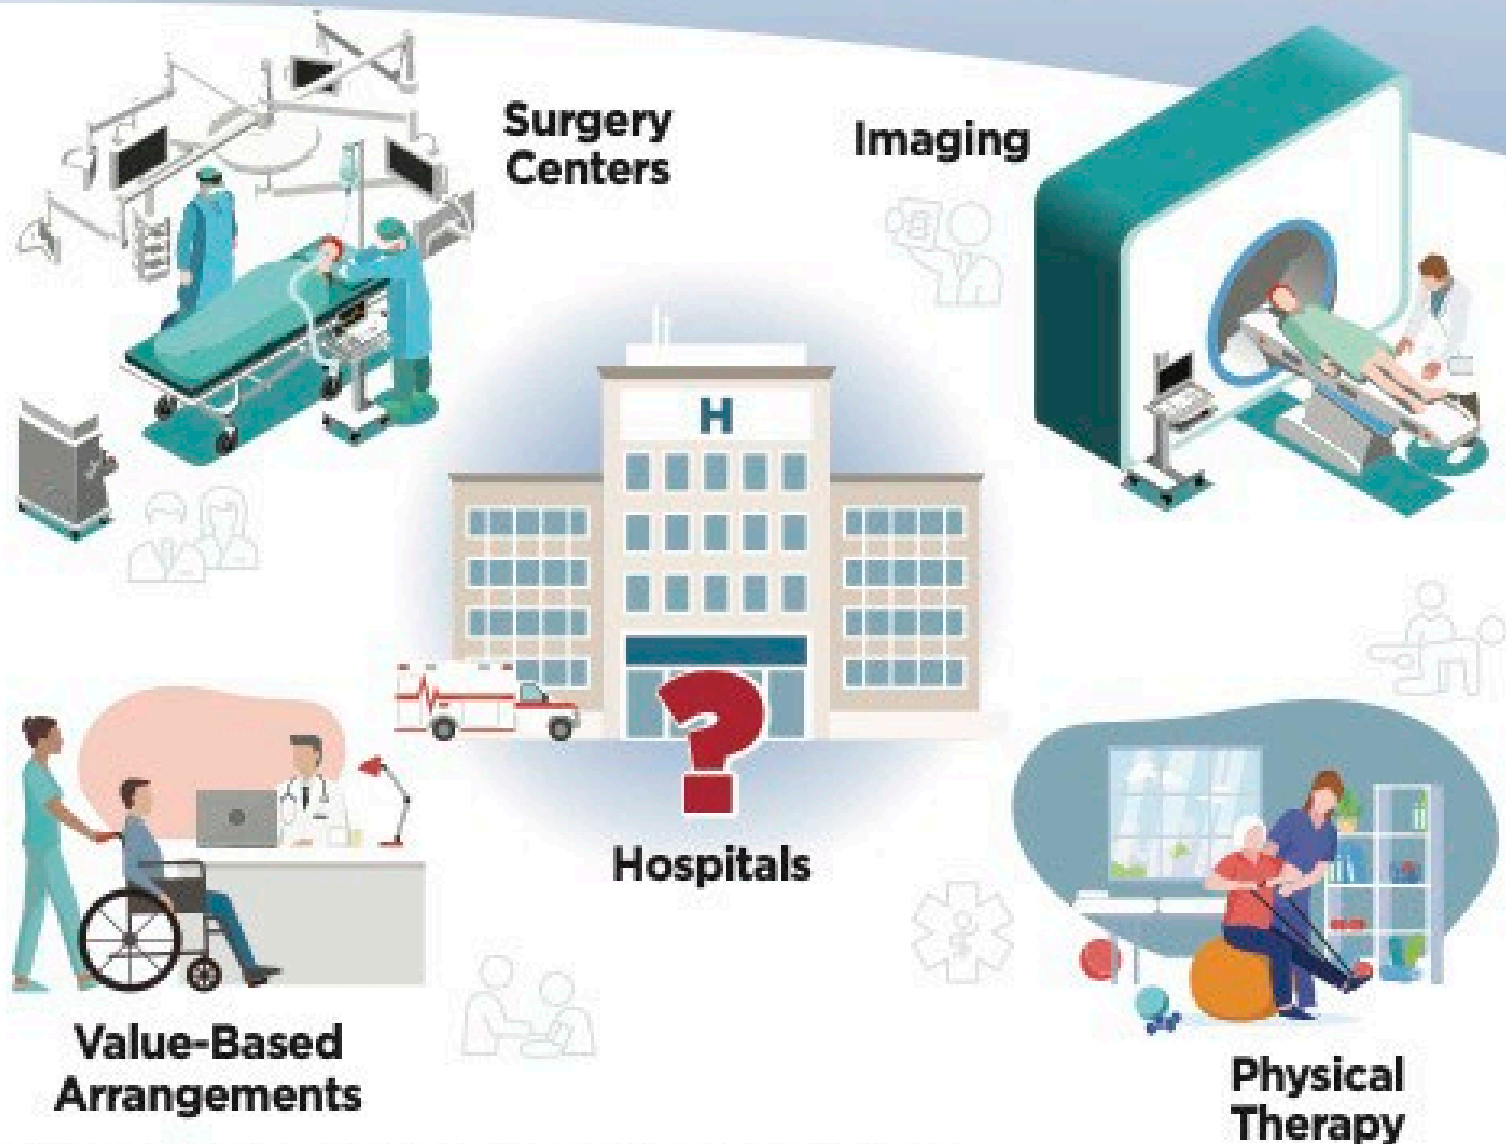 Surgery
Centers
Imaging
H
?
Hospitals
Value-Based
Arrangements
Physical
Therapy